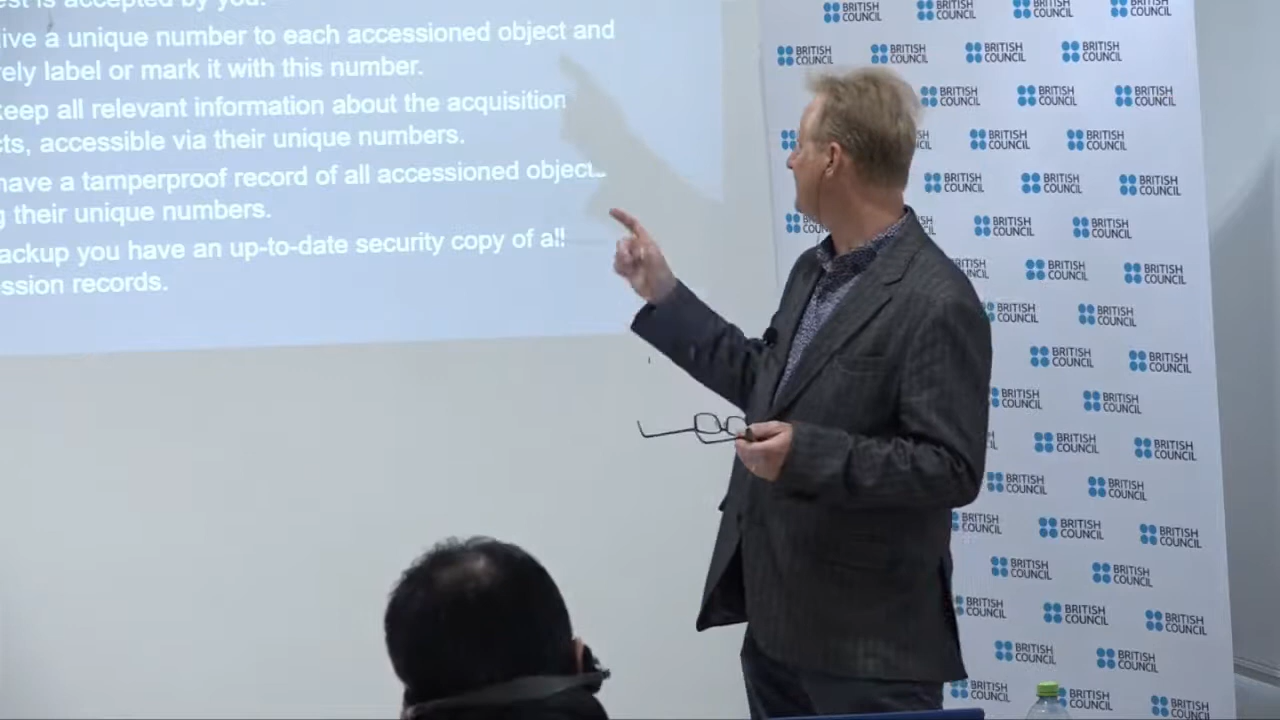 est is accepted by you.
ive a unique number to each accessioned object and
rely label or mark it with this number.
keep all relevant information about the acquisition
cts, accessible via their unique numbers.
have a tamperproof record of all accessioned objects
g their unique numbers.
ackup you have an up-to-date security copy of all
ssion records.
BRITISH COUNCIL